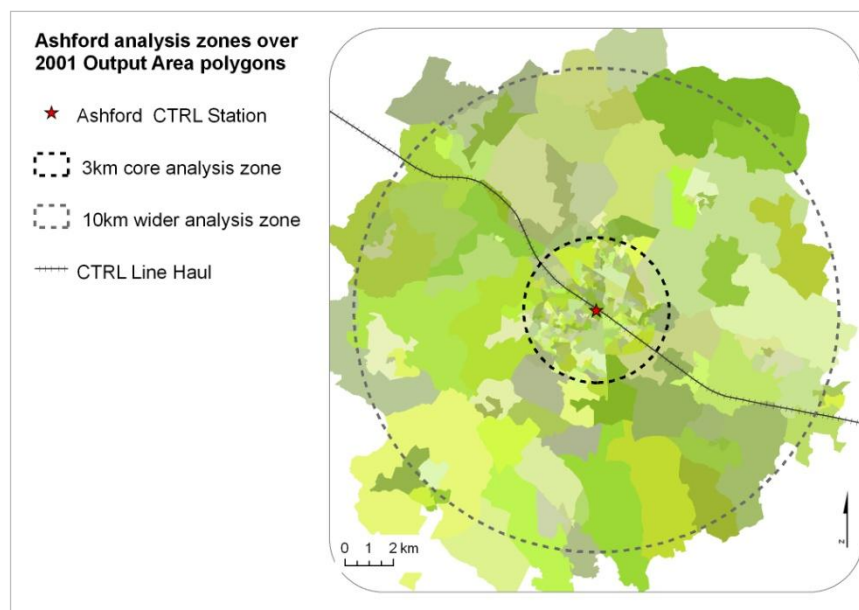 Ashford analysis zones over
2001 Output Area polygons
Ashford CTRL Station
3km core analysis zone
10km wider analysis zone
CTRL Line Haul
0 1 2 km
N